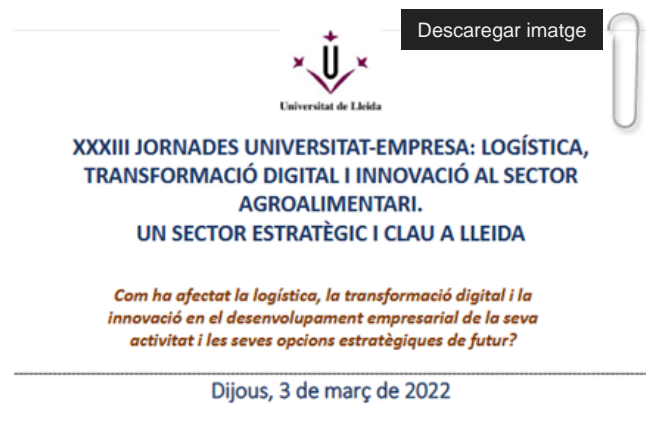 Descaregar imatge
Universitat de Lleida
XXXIII JORNADES UNIVERSITAT-EMPRESA: LOGÍSTICA,
TRANSFORMACIÓ DIGITAL I INNOVACIÓ AL SECTOR
AGROALIMENTARI.
UN SECTOR ESTRATÈGIC I CLAU A LLEIDA
Com ha afectat la logística, la transformació digital i la
innovació en el desenvolupament empresarial de la seva
activitat i les seves opcions estratègiques de futur?
Dijous, 3 de març de 2022